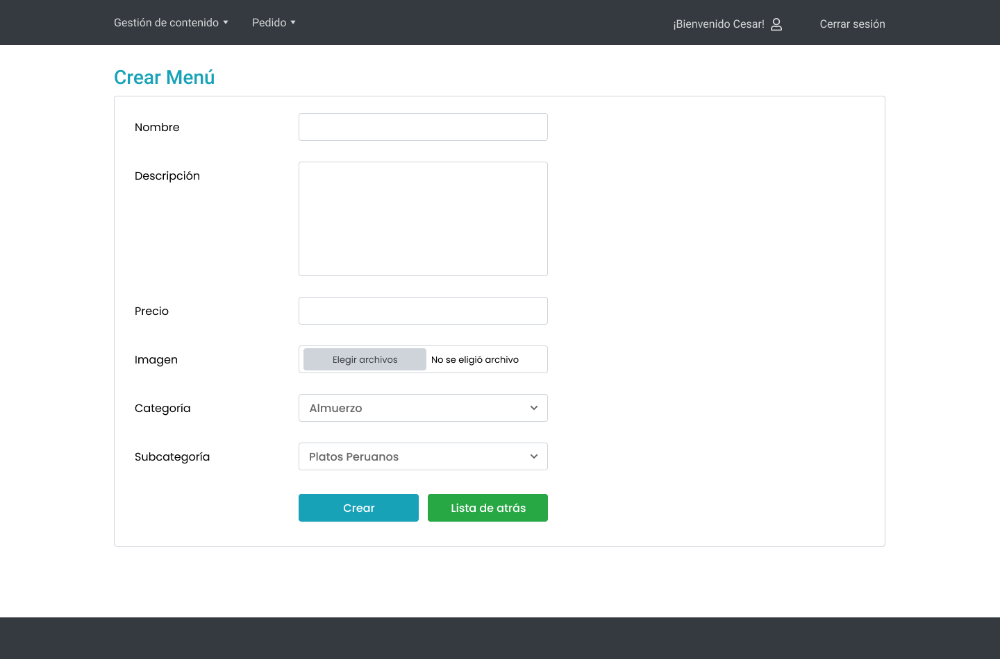 Gestión de contenido Pedido ¡Bienvenido Cesar! Cerrar sesión
Crear Menú
Nombre
Descripción
Precio
Imagen Elegir archivos No se eligió archivo
Categoría Almuerzo
Subcategoría Platos Peruanos
Crear Lista de atrás